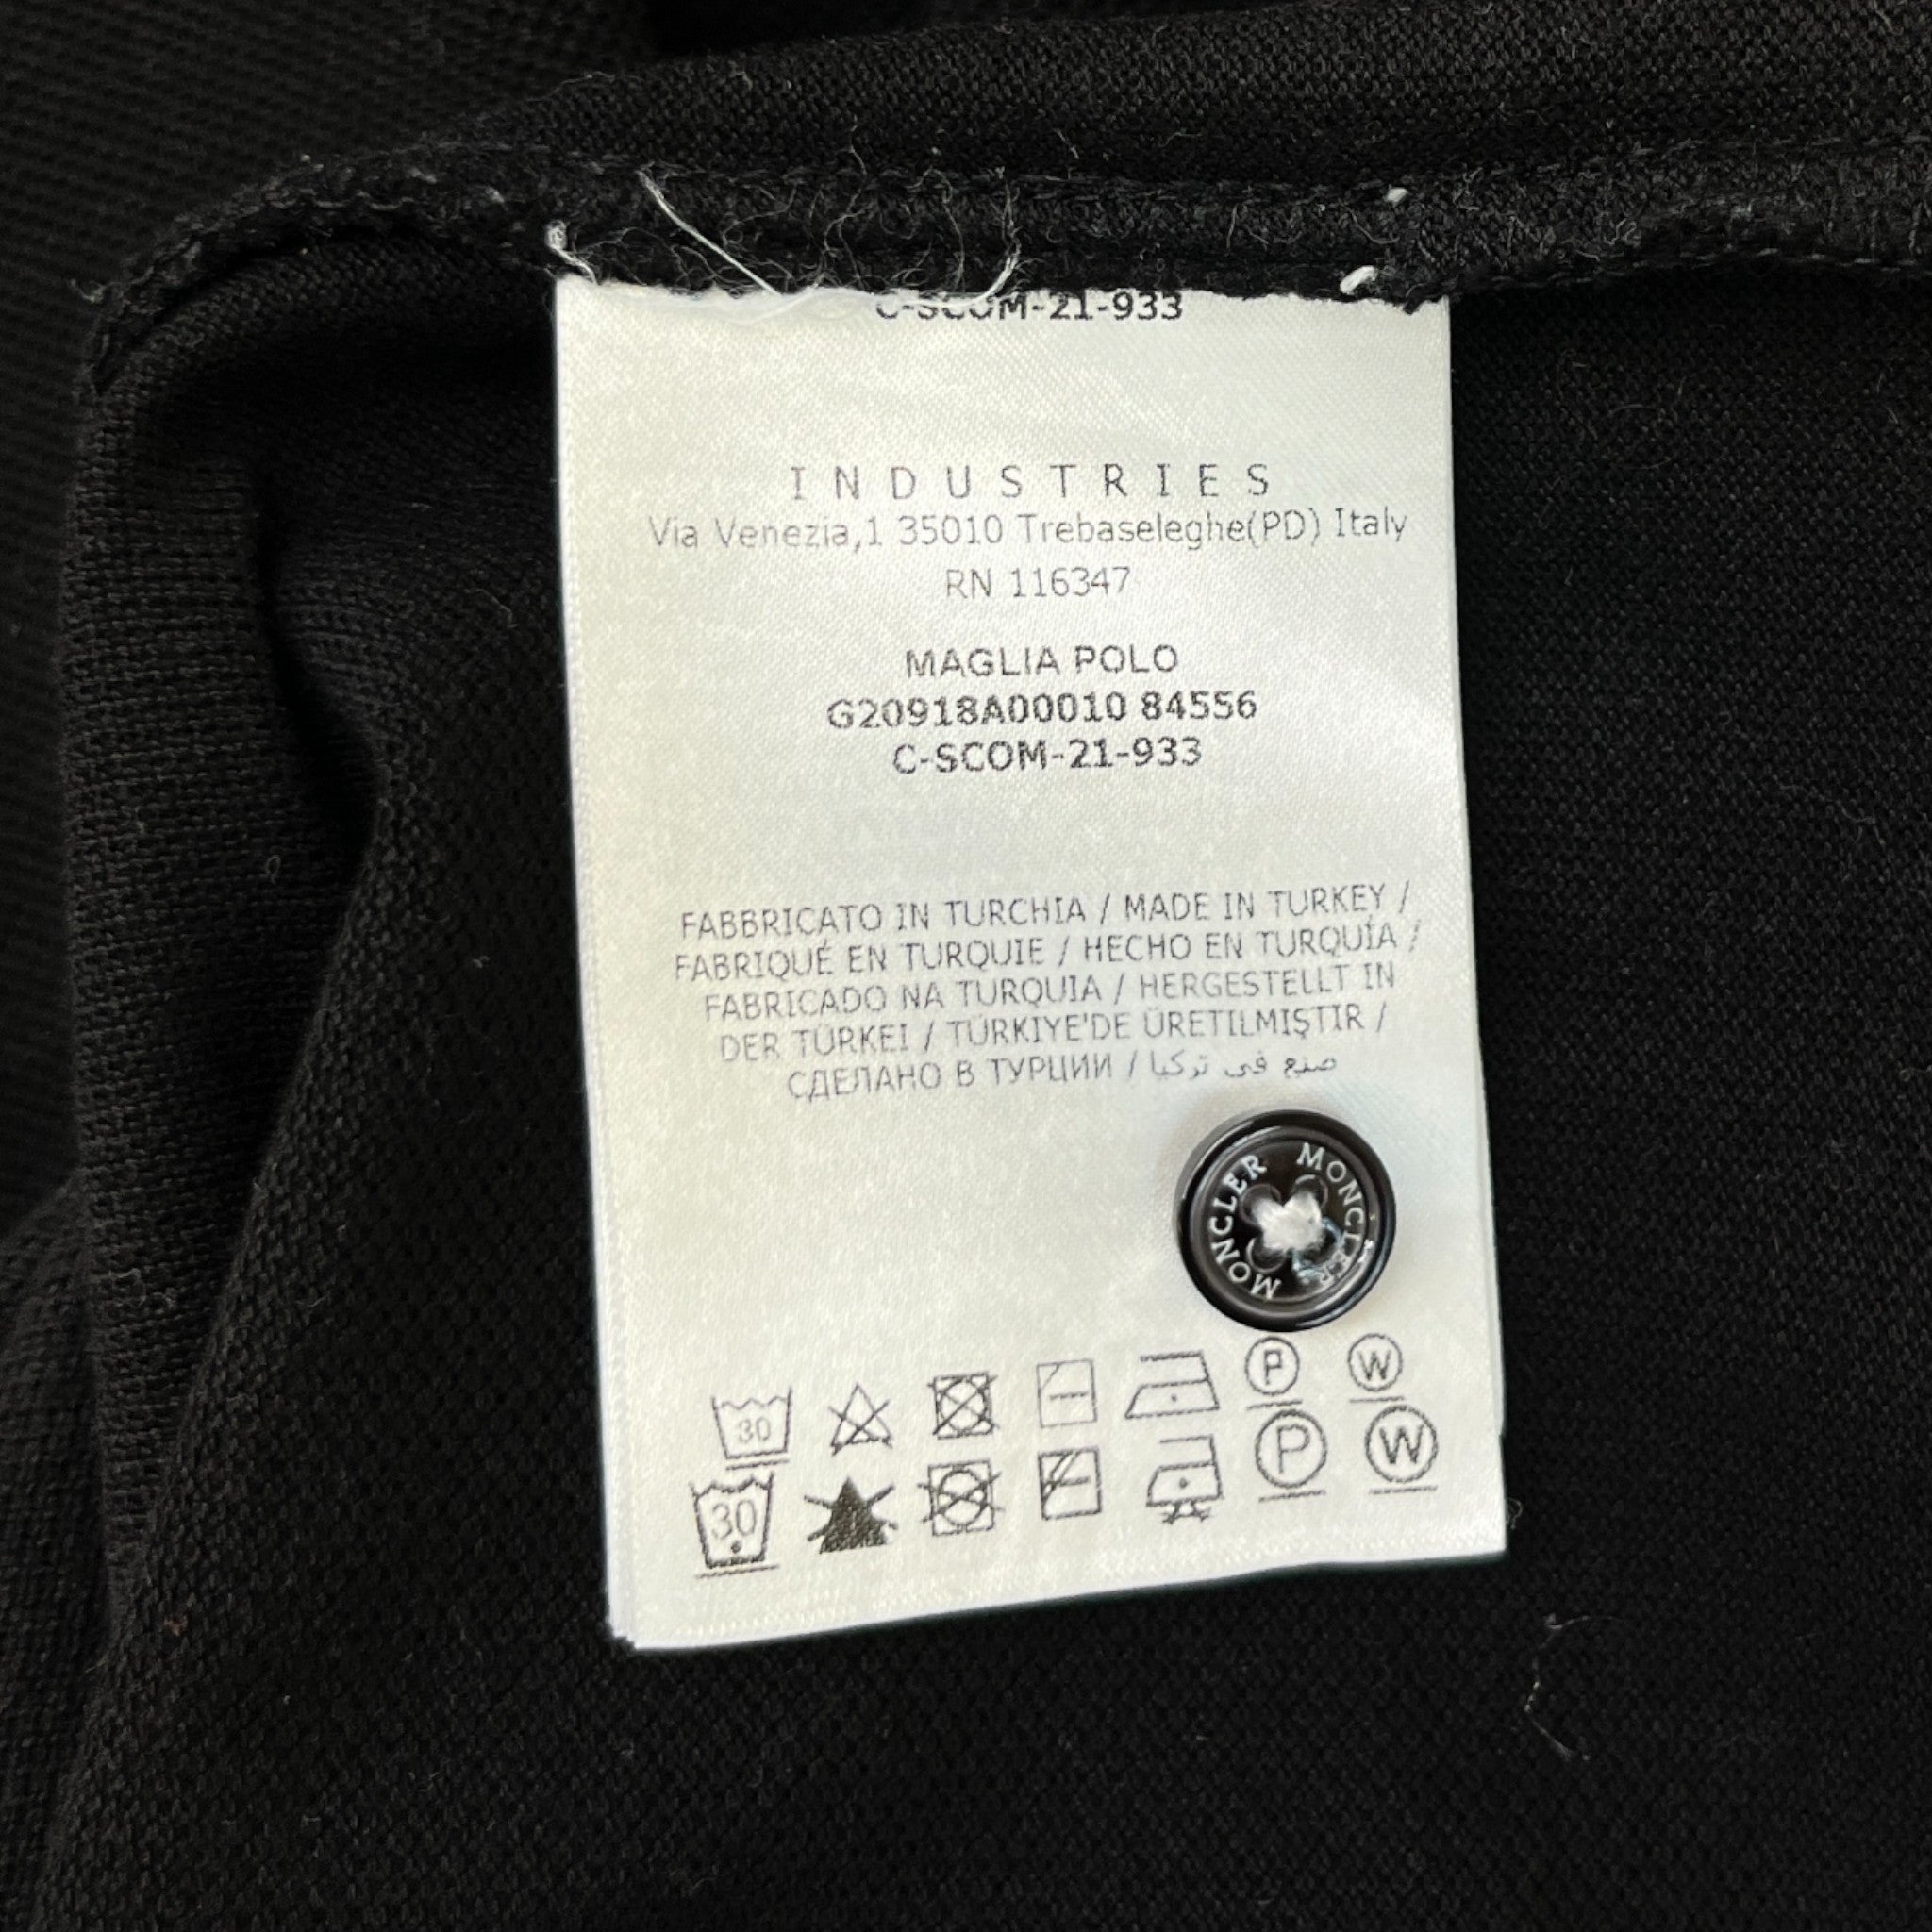 C-SCOM-21-933
INDUSTRIES
Via Venezia,1 35010 Trebaseleghe(PD) Italy
RN 116347
MAGLIA POLO
G20918A00010 84556
C-SCOM-21-933
FABBRICATO IN TURCHIA / MADE IN TURKEY /
FABRIQUÉ EN TURQUIE / HECHO EN TURQUÍA /
FABRICADO NA TURQUIA / HERGESTELLT IN
DER TÜRKEI / TÜRKIYE'DE ÜRETILMIŞTIR /
СДЕЛАНО В ТУРЦИИ / صنع في تركيا
MONCLER MONCLER
30 P W
30 P W